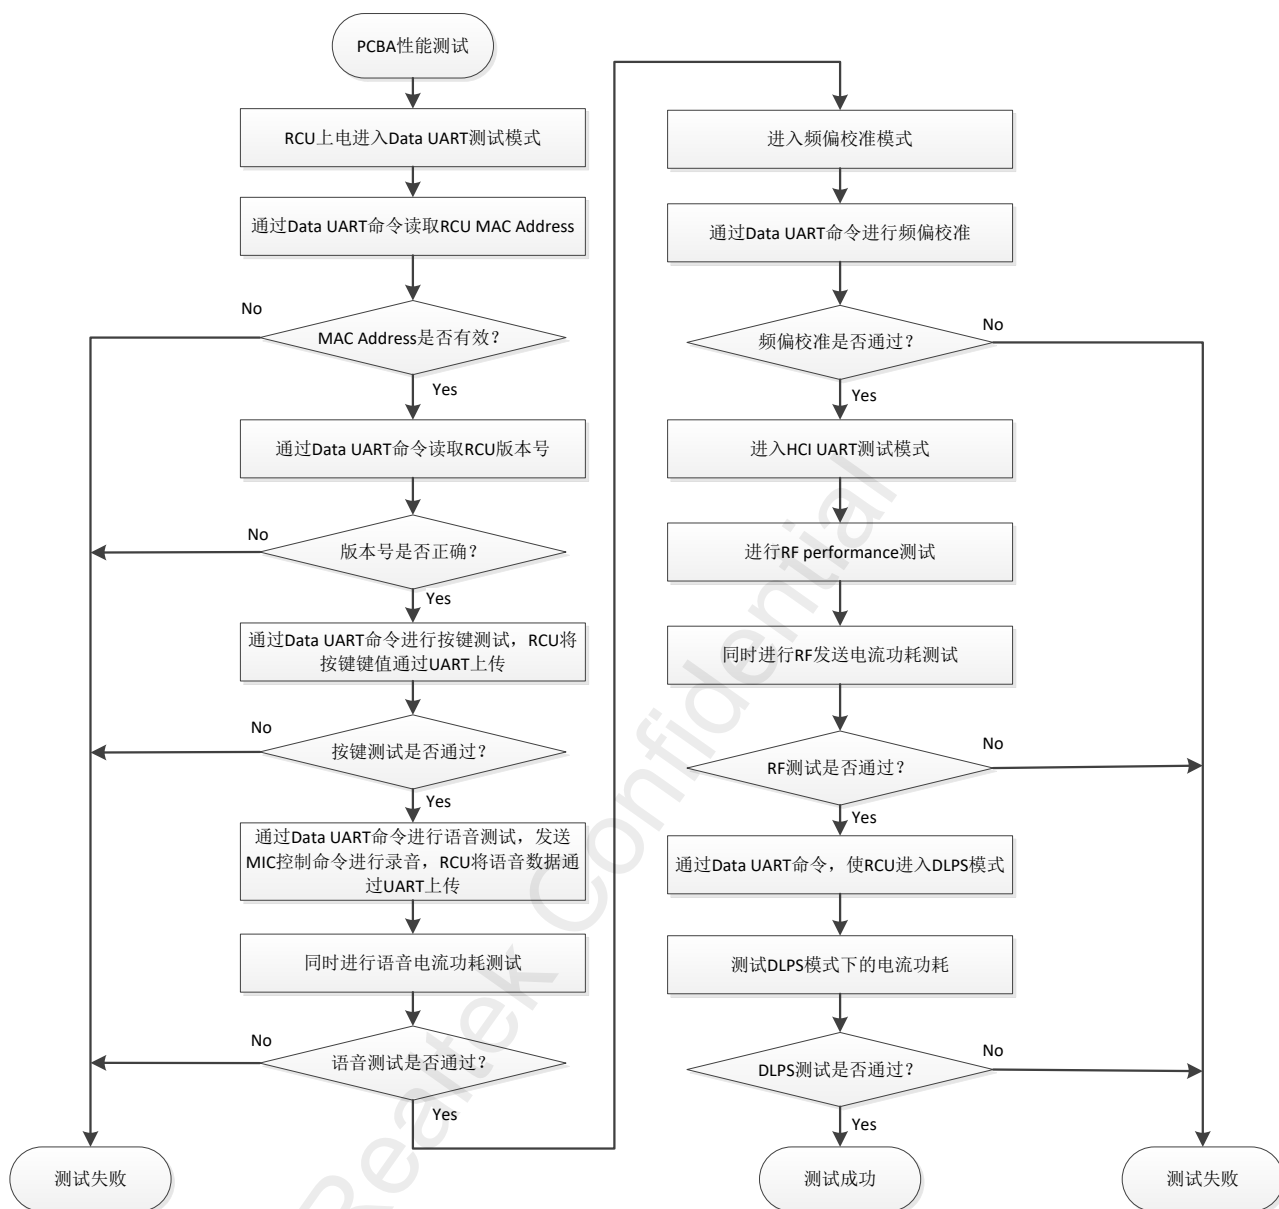 PCBA性能测试
RCU上电进入Data UART测试模式
通过Data UART命令读取RCU MAC Address
No
MAC Address是否有效？
Yes
通过Data UART命令读取RCU版本号
No
版本号是否正确？
Yes
通过Data UART命令进行按键测试，RCU将
按键键值通过UART上传
No
按键测试是否通过？
Yes
通过Data UART命令进行语音测试，发送
MIC控制命令进行录音，RCU将语音数据通
过UART上传
同时进行语音电流功耗测试
No
语音测试是否通过？
Yes
测试失败
进入频偏校准模式
通过Data UART命令进行频偏校准
No
频偏校准是否通过？
Yes
进入HCI UART测试模式
进行RF performance测试
同时进行RF发送电流功耗测试
No
RF测试是否通过？
Yes
通过Data UART命令，使RCU进入DLPS模式
测试DLPS模式下的电流功耗
No
DLPS测试是否通过？
Yes
测试成功
测试失败
Realtek Confidential